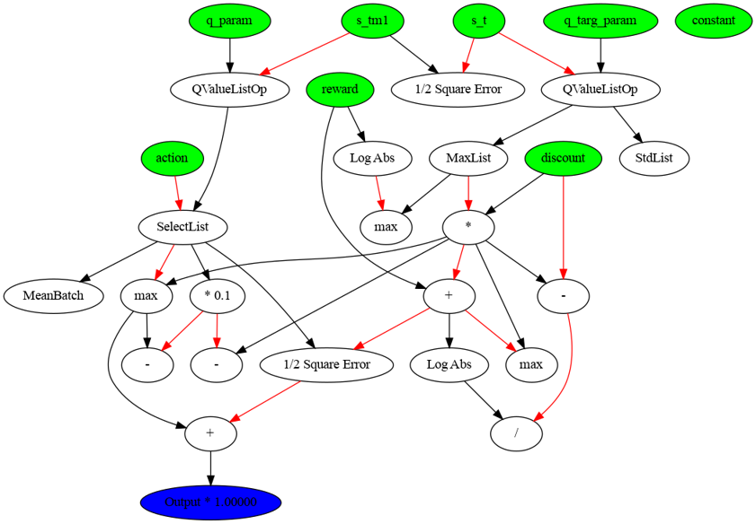 q_param
s_tm1
s_t
q_targ_param
constant
QValueListOp
reward
1/2 Square Error
QValueListOp
action
Log Abs
MaxList
discount
StdList
SelectList
max
*
MeanBatch
max
* 0.1
+
-
-
-
1/2 Square Error
Log Abs
max
+
/
Output * 1.00000